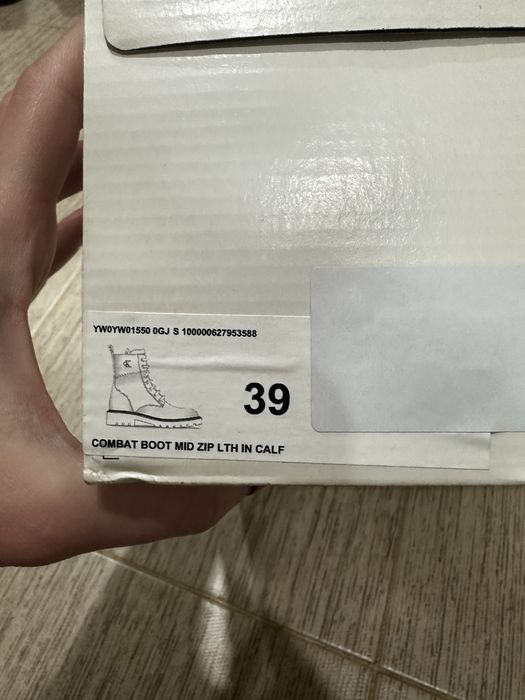 YW0YW01550 0GJ S 100000627953588
39
COMBAT BOOT MID ZIP LTH IN CALF